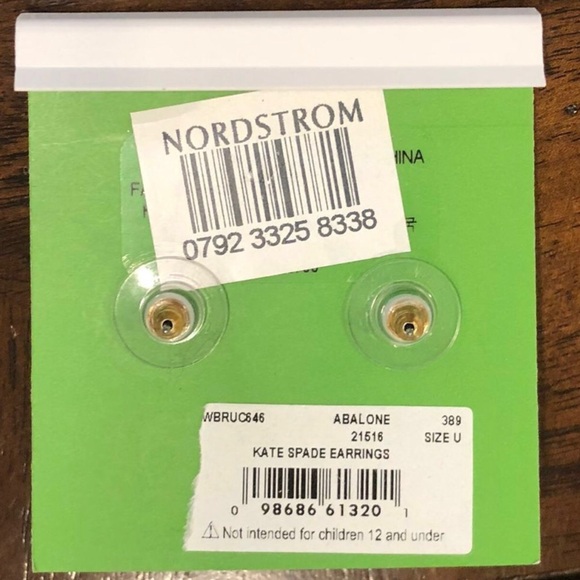 NORDSTROM
0792 3325 8338
WBRUC646 ABALONE 389
21516 SIZE U
KATE SPADE EARRINGS
0 98686 61320 1
Not intended for children 12 and under